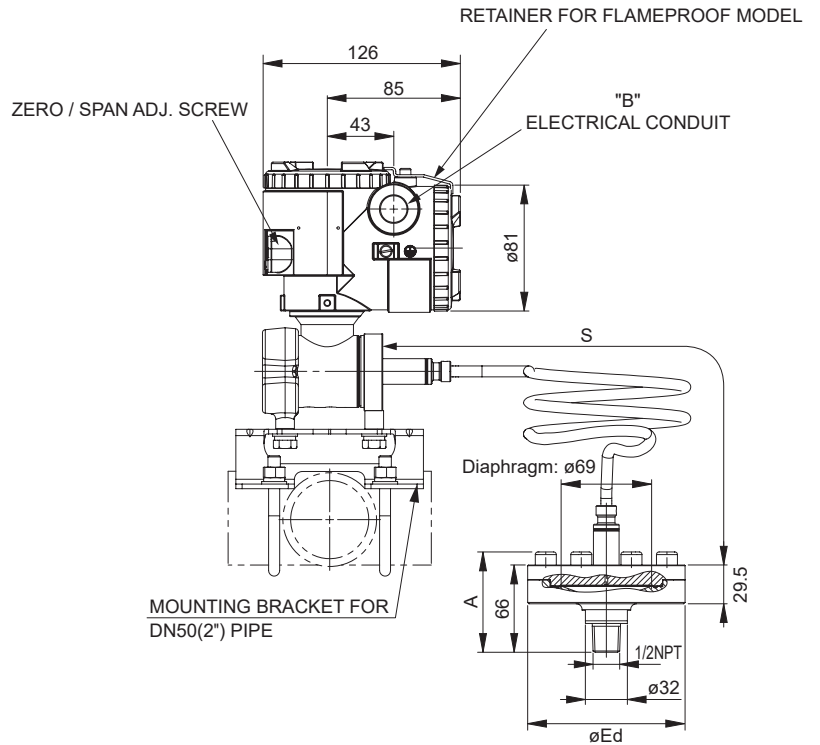 RETAINER FOR FLAMEPROOF MODEL
126
85
"B"
ZERO / SPAN ADJ. SCREW
43
ELECTRICAL CONDUIT
ø81
S
Diaphragm: ø69
A
66
29.5
MOUNTING BRACKET FOR
DN50(2") PIPE
1/2NPT
ø32
øEd